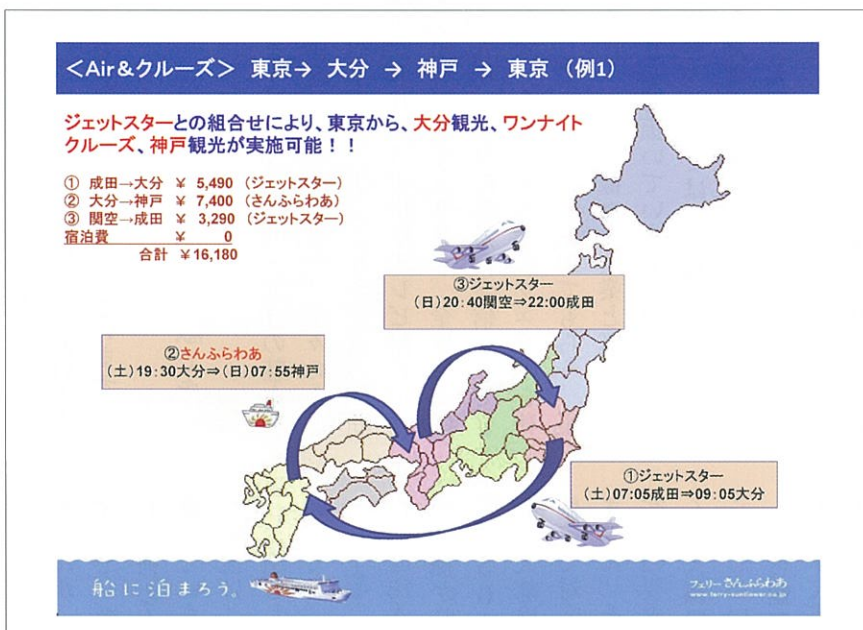 ＜Air&クルーズ＞ 東京→ 大分 → 神戸 → 東京 （例1）
ジェットスターとの組合せにより、東京から、大分観光、ワンナイト
クルーズ、神戸観光が実施可能！！
① 成田→大分 ￥ 5,490 （ジェットスター）
② 大分→神戸 ￥ 7,400 （さんふらわあ）
③ 関空→成田 ￥ 3,290 （ジェットスター）
宿泊費 ￥ 0
合計 ￥16,180
③ジェットスター
（日）20：40関空⇒22:00成田
②さんふらわあ
（土）19：30大分⇒（日）07：55神戸
①ジェットスター
（土）07:05成田⇒09:05大分
船に泊まろう。
フェリーさんふらわあ
www.ferry-sunflower.co.jp